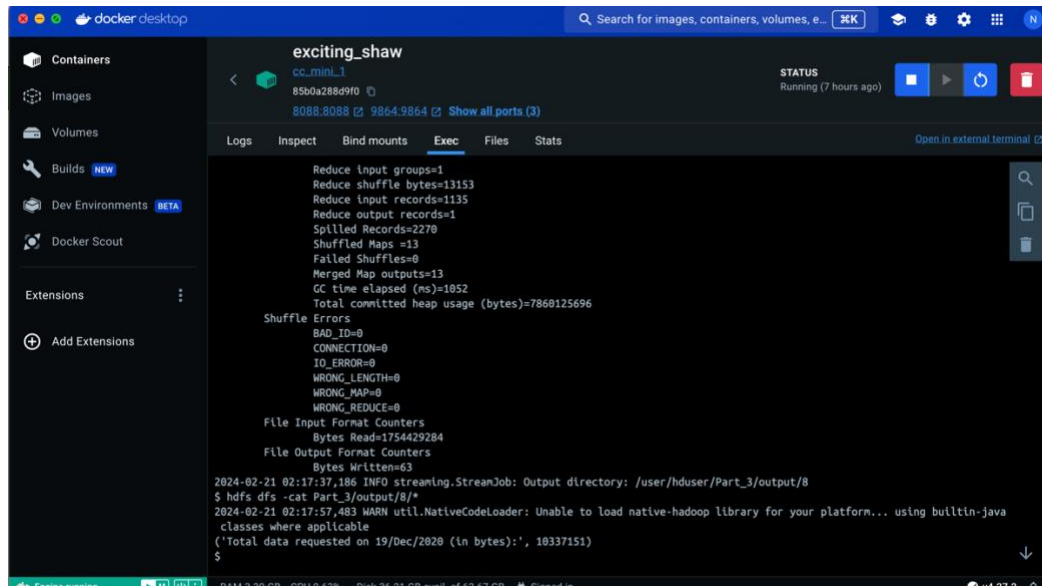 docker desktop
Search for images, containers, volumes, e... ⌘K
N
Containers
Images
Volumes
Builds NEW
Dev Environments BETA
Docker Scout
Extensions
Add Extensions
exciting_shaw
cc_mini_1
85b0a288d9f0
8088:8088 9864:9864 Show all ports (3)
STATUS
Running (7 hours ago)
Logs Inspect Bind mounts Exec Files Stats
Open in external terminal
Reduce input groups=1
Reduce shuffle bytes=13153
Reduce input records=1135
Reduce output records=1
Spilled Records=2270
Shuffled Maps =13
Failed Shuffles=0
Merged Map outputs=13
GC time elapsed (ms)=1052
Total committed heap usage (bytes)=7860125696
Shuffle Errors
BAD_ID=0
CONNECTION=0
IO_ERROR=0
WRONG_LENGTH=0
WRONG_MAP=0
WRONG_REDUCE=0
File Input Format Counters
Bytes Read=1754429284
File Output Format Counters
Bytes Written=63
2024-02-21 02:17:37,186 INFO streaming.StreamJob: Output directory: /user/hduser/Part_3/output/8
$ hdfs dfs -cat Part_3/output/8/*
2024-02-21 02:17:57,483 WARN util.NativeCodeLoader: Unable to load native-hadoop library for your platform... using builtin-java
classes where applicable
('Total data requested on 19/Dec/2020 (in bytes):', 10337151)
$